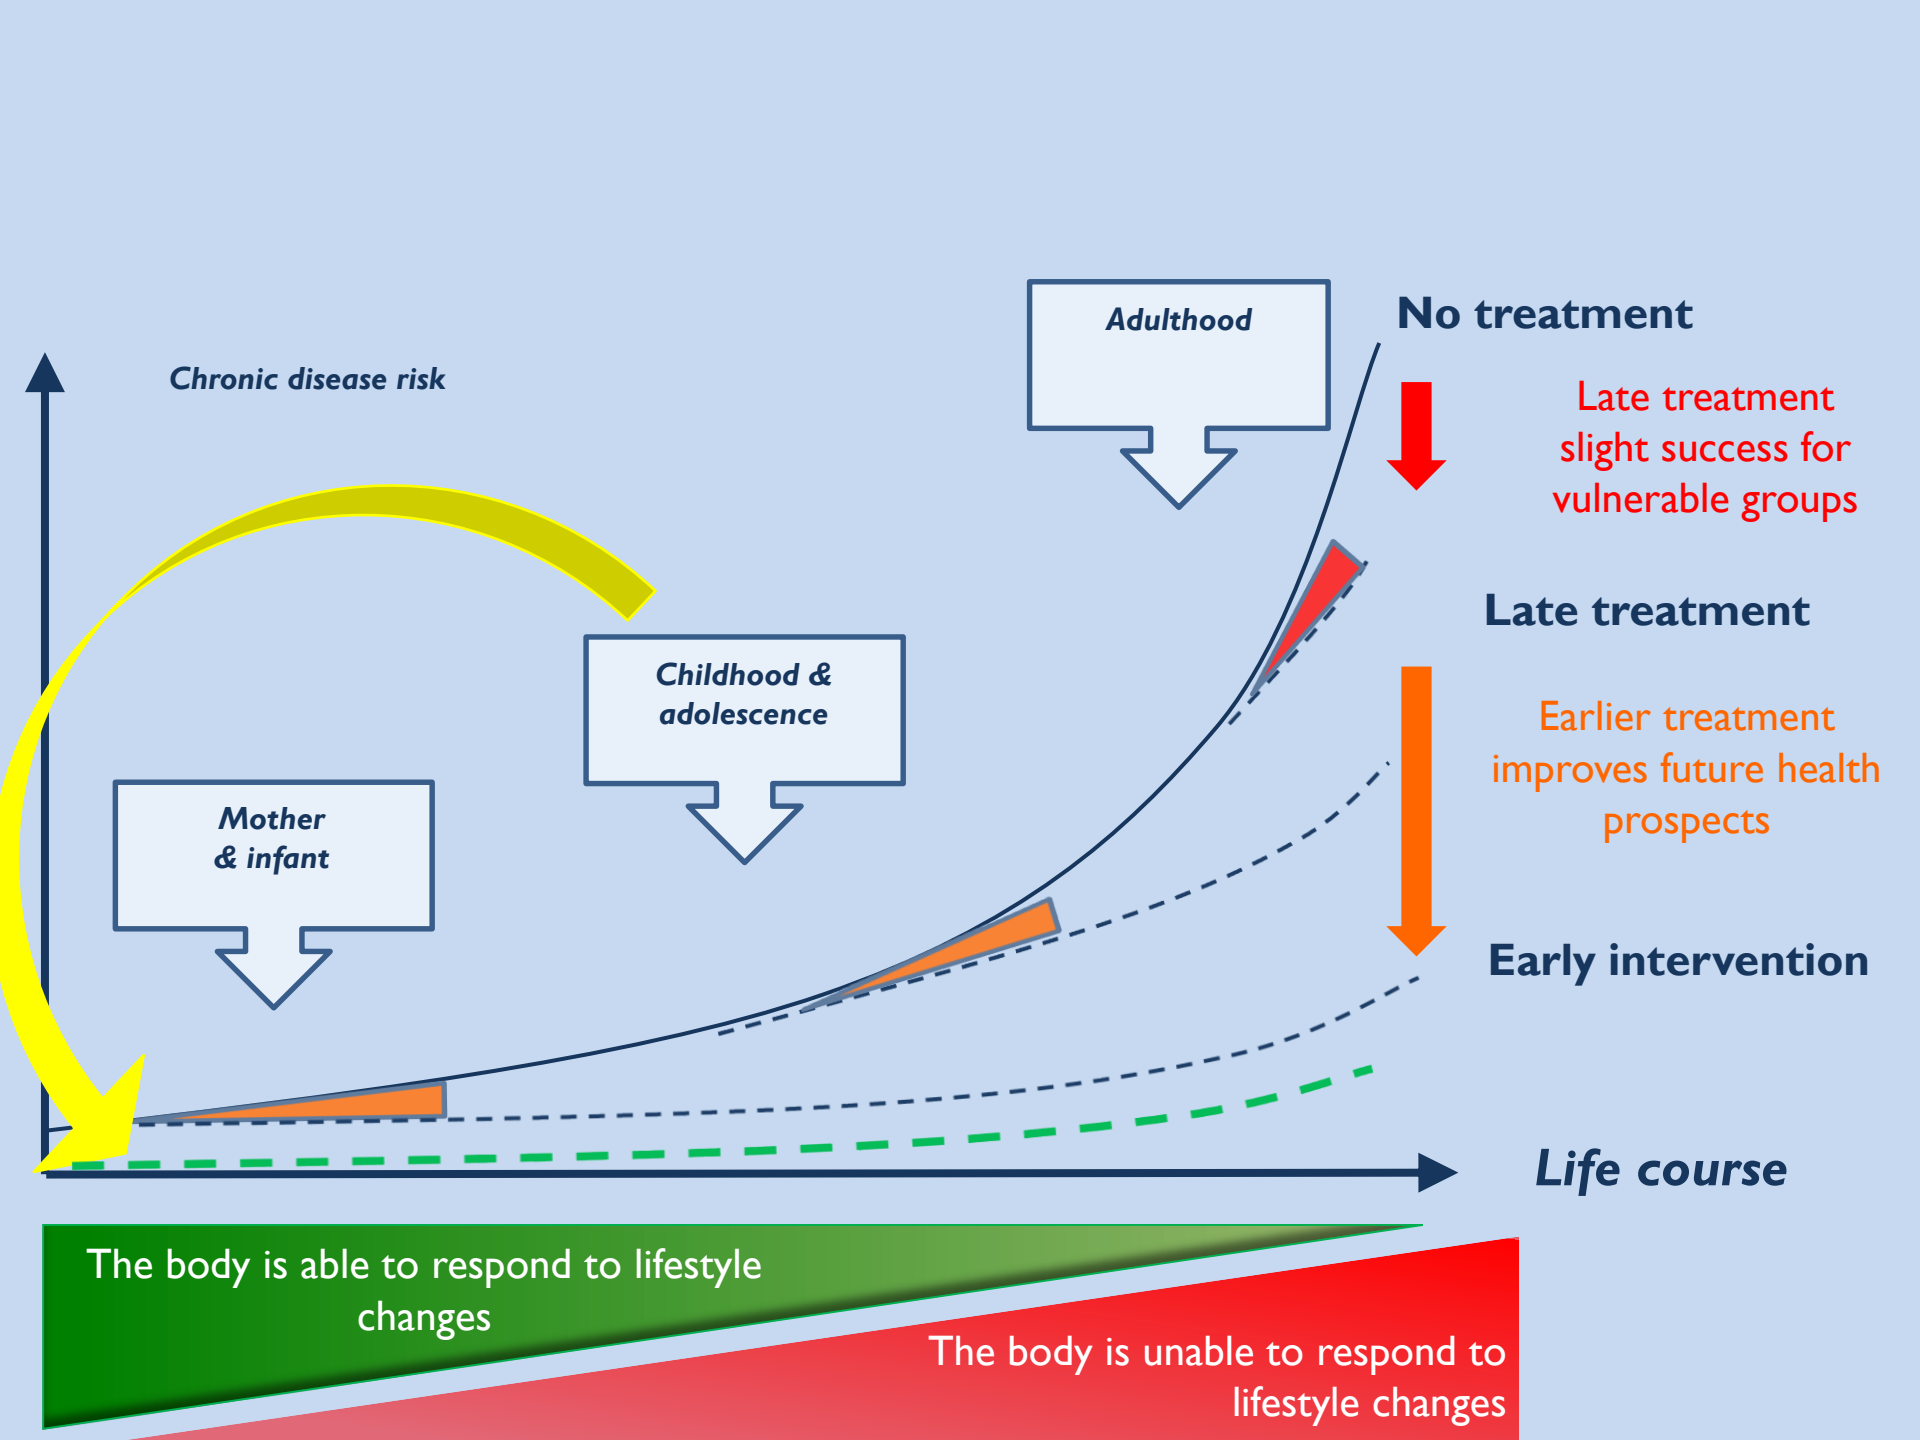 Adulthood
No treatment
Chronic disease risk
Late treatment
slight success for
vulnerable groups
Late treatment
Childhood &
adolescence
Earlier treatment
improves future health
prospects
Mother
& infant
Early intervention
Life course
The body is able to respond to lifestyle
changes
The body is unable to respond to
lifestyle changes